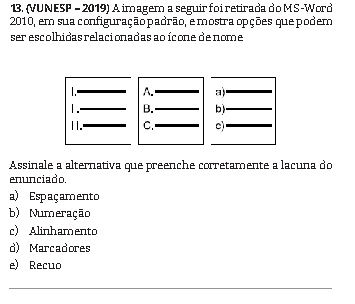 13. (VUNESP – 2019) A imagem a seguir foi retirada do MS-Word
2010, em sua configuração padrão, e mostra opções que podem
ser escolhidas relacionadas ao ícone de nome
I. A. a)
I. B. b)
II. C. c)
Assinale a alternativa que preenche corretamente a lacuna do
enunciado.
a) Espaçamento
b) Numeração
c) Alinhamento
d) Marcadores
e) Recuo